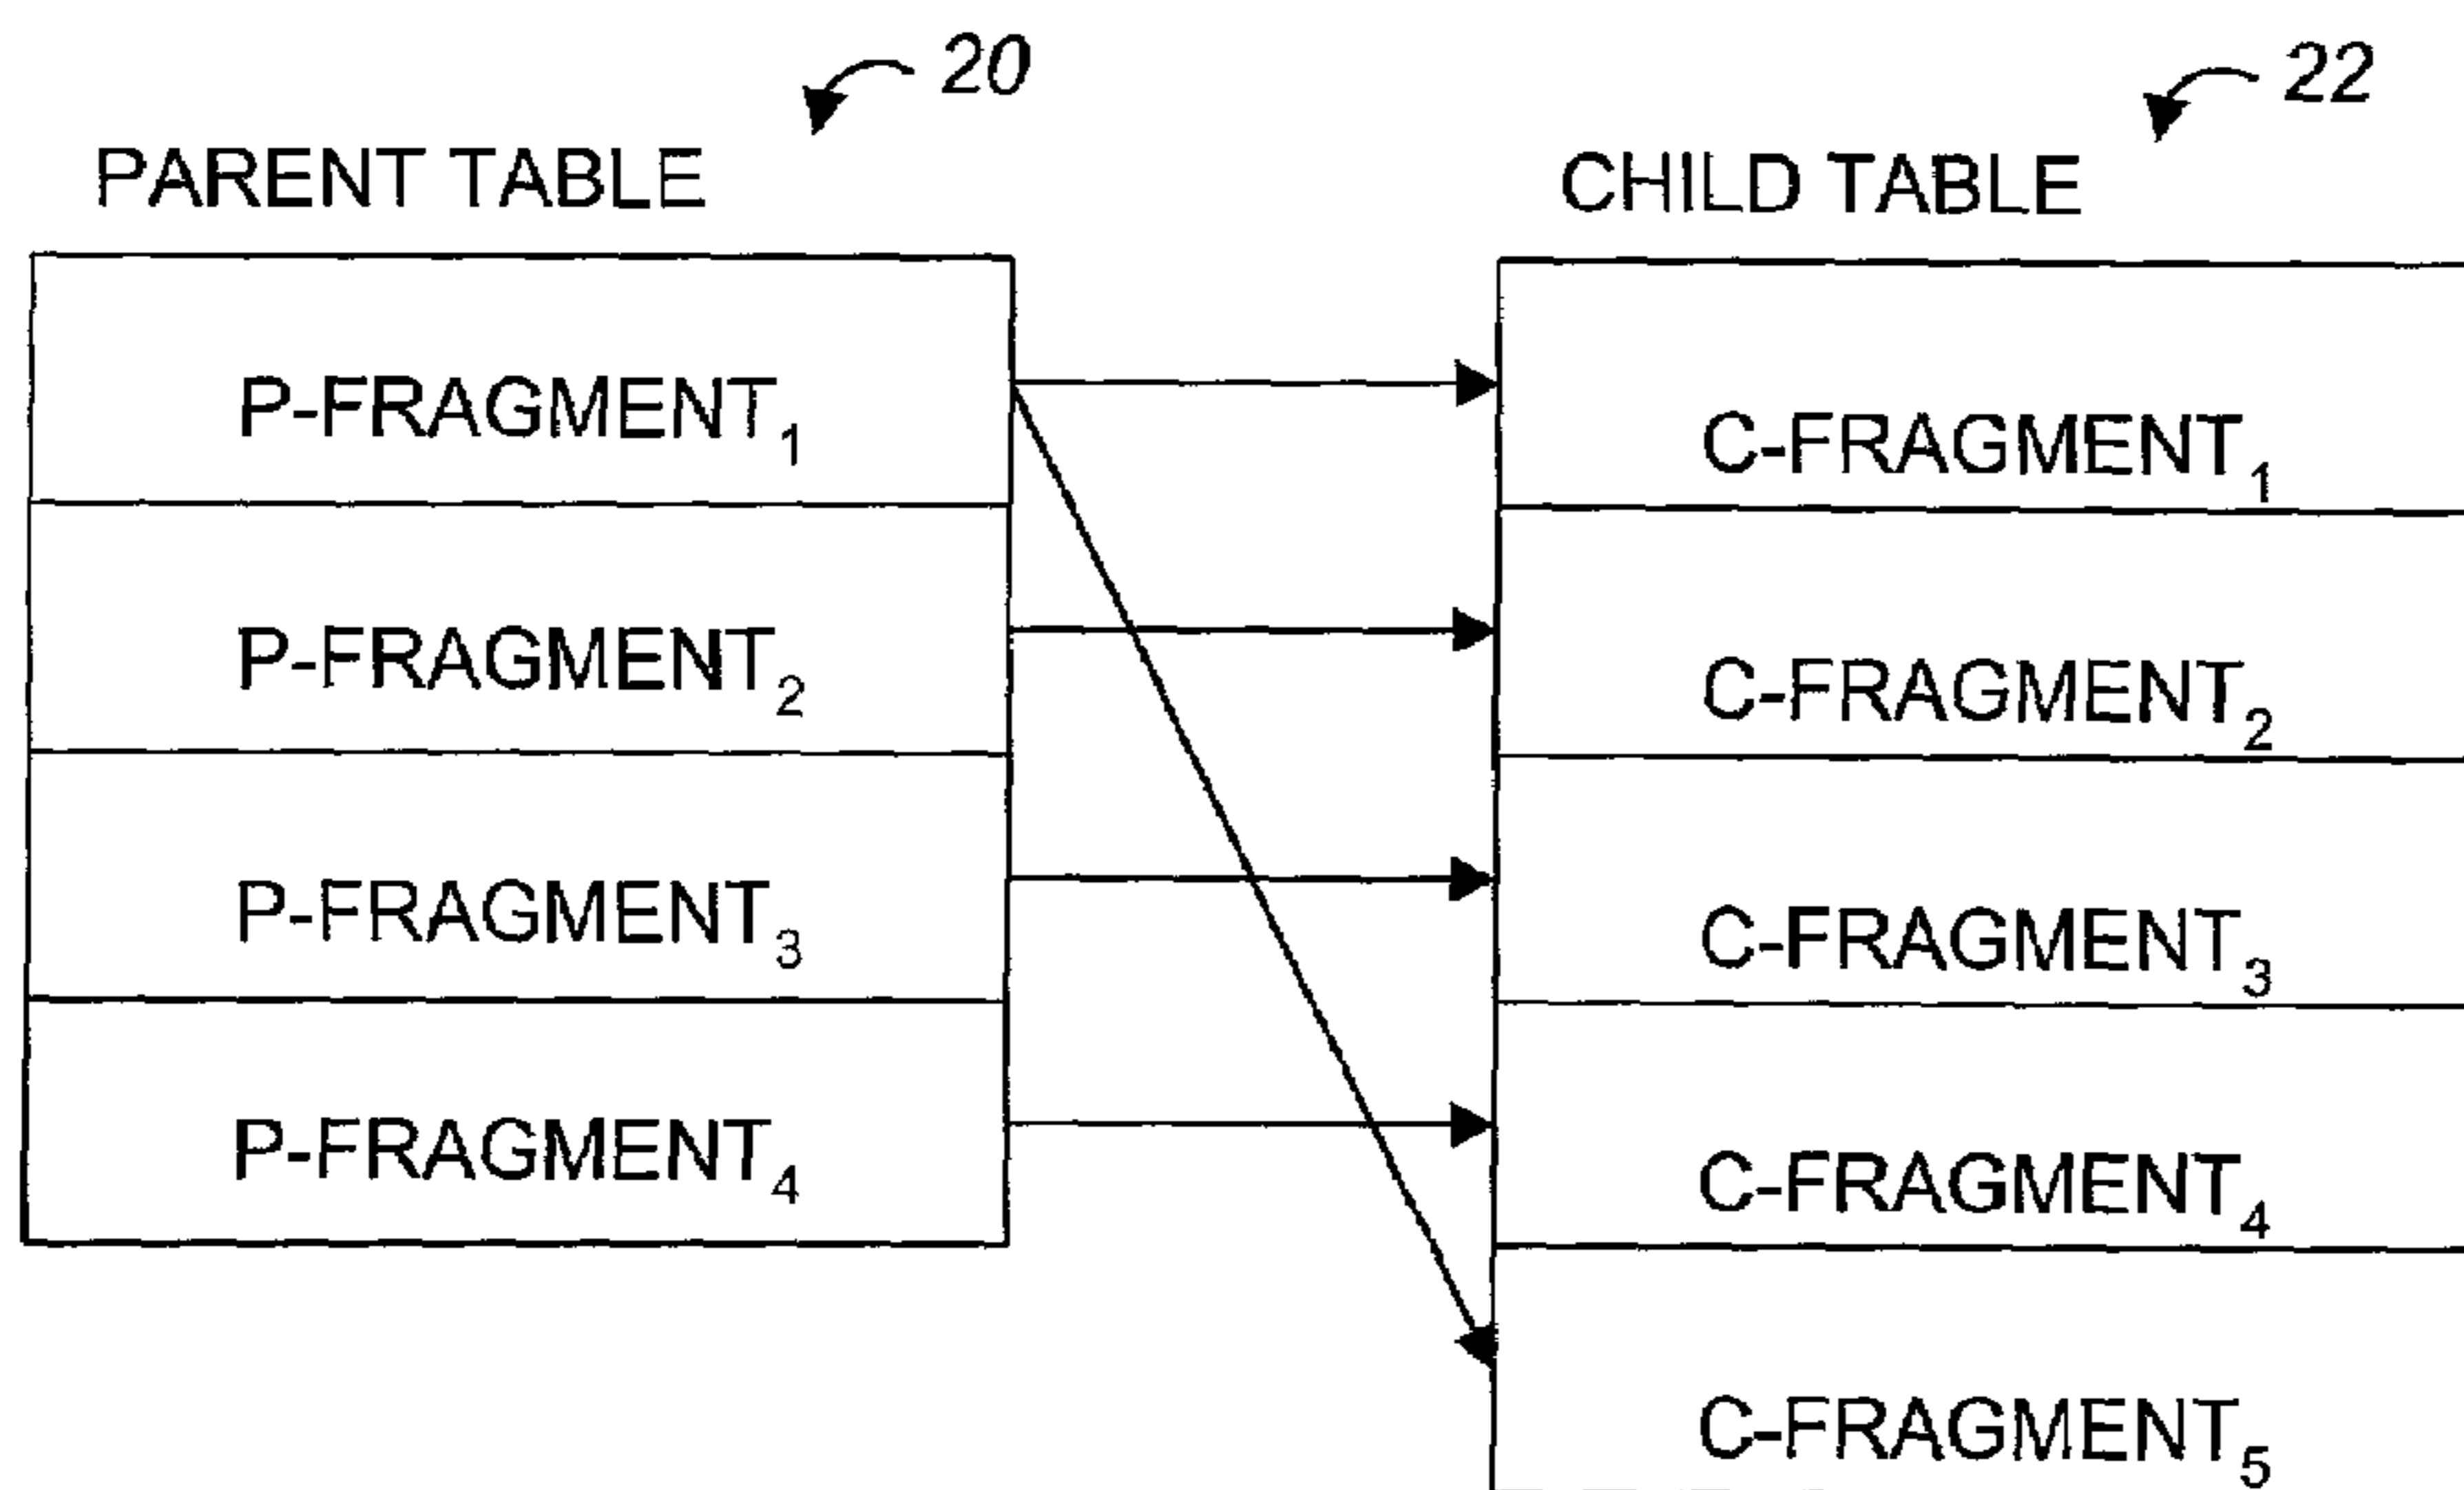 20
22
PARENT TABLE
CHILD TABLE
P-FRAGMENT₁
P-FRAGMENT₂
P-FRAGMENT₃
P-FRAGMENT₄
C-FRAGMENT₁
C-FRAGMENT₂
C-FRAGMENT₃
C-FRAGMENT₄
C-FRAGMENT₅